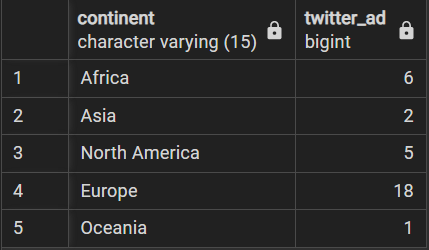 continent twitter_ad
character varying (15) bigint
1 Africa 6
2 Asia 2
3 North America 5
4 Europe 18
5 Oceania 1